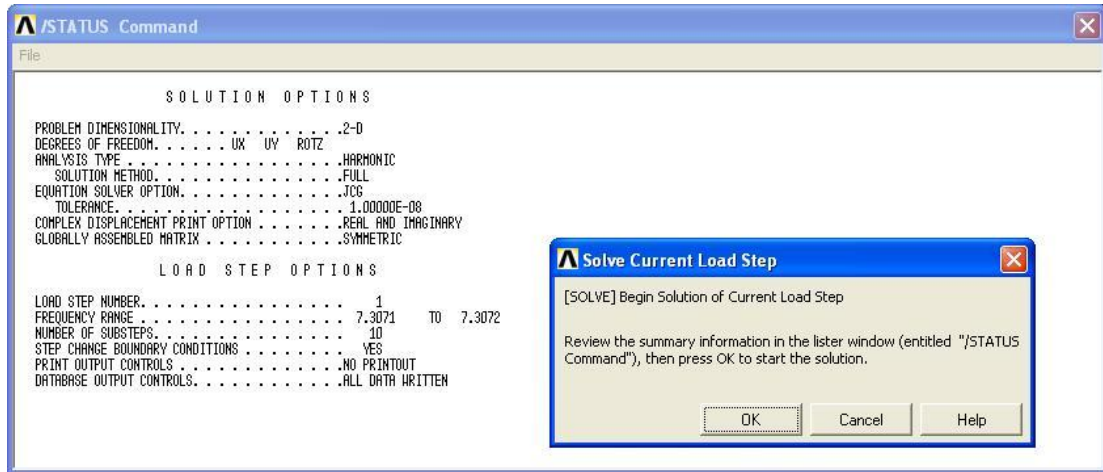 /STATUS Command
File
SOLUTION OPTIONS
PROBLEM DIMENSIONALITY. . . . . . . . . . . . .2-D
DEGREES OF FREEDOM. . . . . . UX UY ROTZ
ANALYSIS TYPE . . . . . . . . . . . . . . . . .HARMONIC
SOLUTION METHOD. . . . . . . . . . . . . . .FULL
EQUATION SOLVER OPTION. . . . . . . . . . . . .JCG
TOLERANCE. . . . . . . . . . . . . . . . . . 1.00000E-08
COMPLEX DISPLACEMENT PRINT OPTION . . . . . . .REAL AND IMAGINARY
GLOBALLY ASSEMBLED MATRIX . . . . . . . . . . .SYMMETRIC
LOAD STEP OPTIONS
LOAD STEP NUMBER. . . . . . . . . . . . . . . . 1
FREQUENCY RANGE . . . . . . . . . . . . . . . . 7.3071 TO 7.3072
NUMBER OF SUBSTEPS. . . . . . . . . . . . . . . 10
STEP CHANGE BOUNDARY CONDITIONS . . . . . . . . YES
PRINT OUTPUT CONTROLS . . . . . . . . . . . . .NO PRINTOUT
DATABASE OUTPUT CONTROLS. . . . . . . . . . . .ALL DATA WRITTEN
Solve Current Load Step
[SOLVE] Begin Solution of Current Load Step
Review the summary information in the lister window (entitled "/STATUS
Command"), then press OK to start the solution.
OK Cancel Help